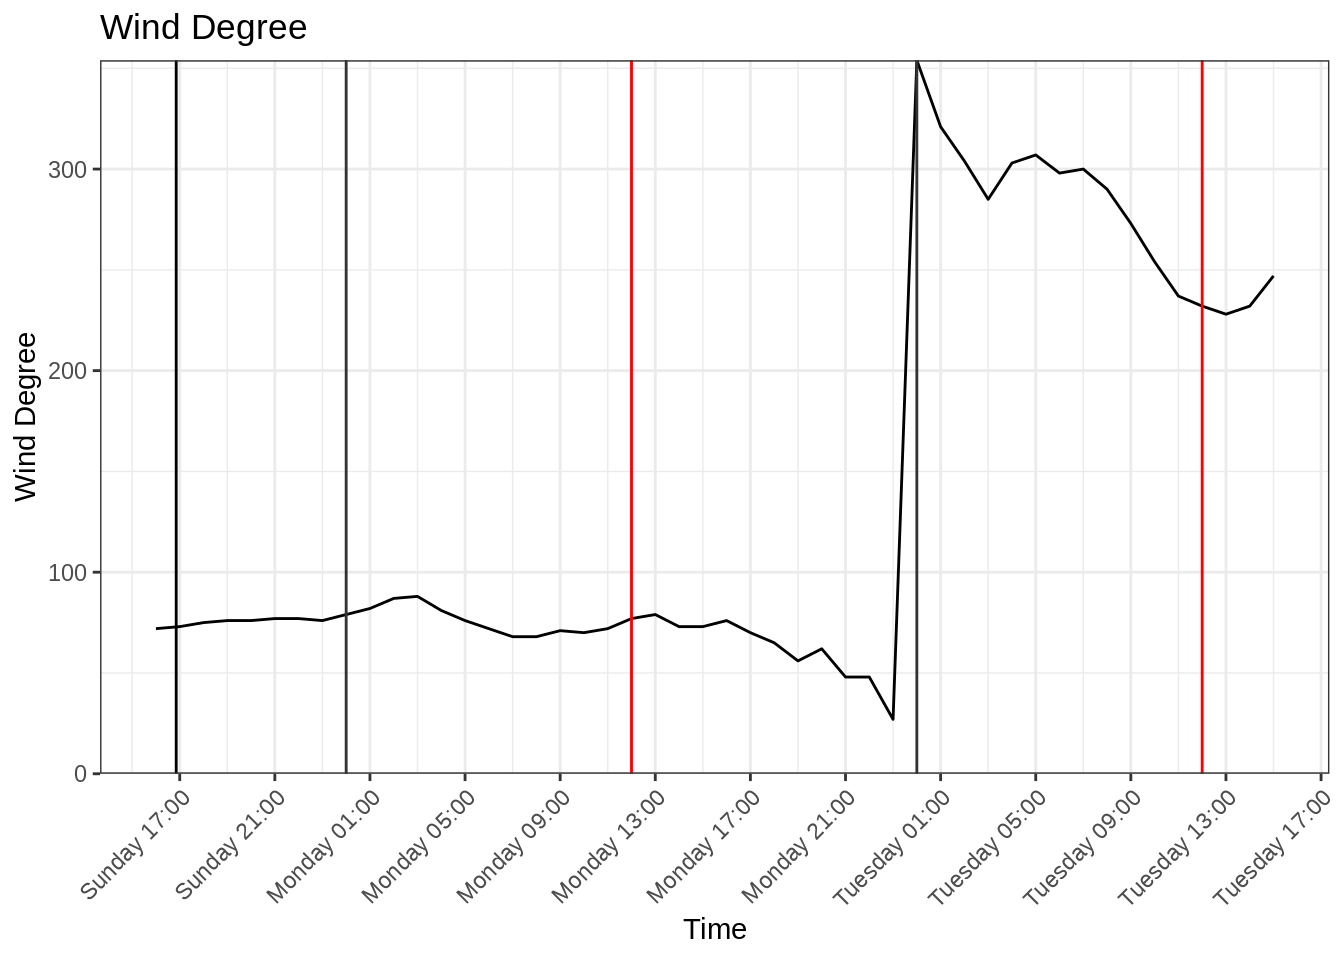 Wind Degree
Wind Degree
300
200
100
0
Sunday 17:00
Sunday 21:00
Monday 01:00
Monday 05:00
Monday 09:00
Monday 13:00
Monday 17:00
Monday 21:00
Tuesday 01:00
Tuesday 05:00
Tuesday 09:00
Tuesday 13:00
Tuesday 17:00
Time